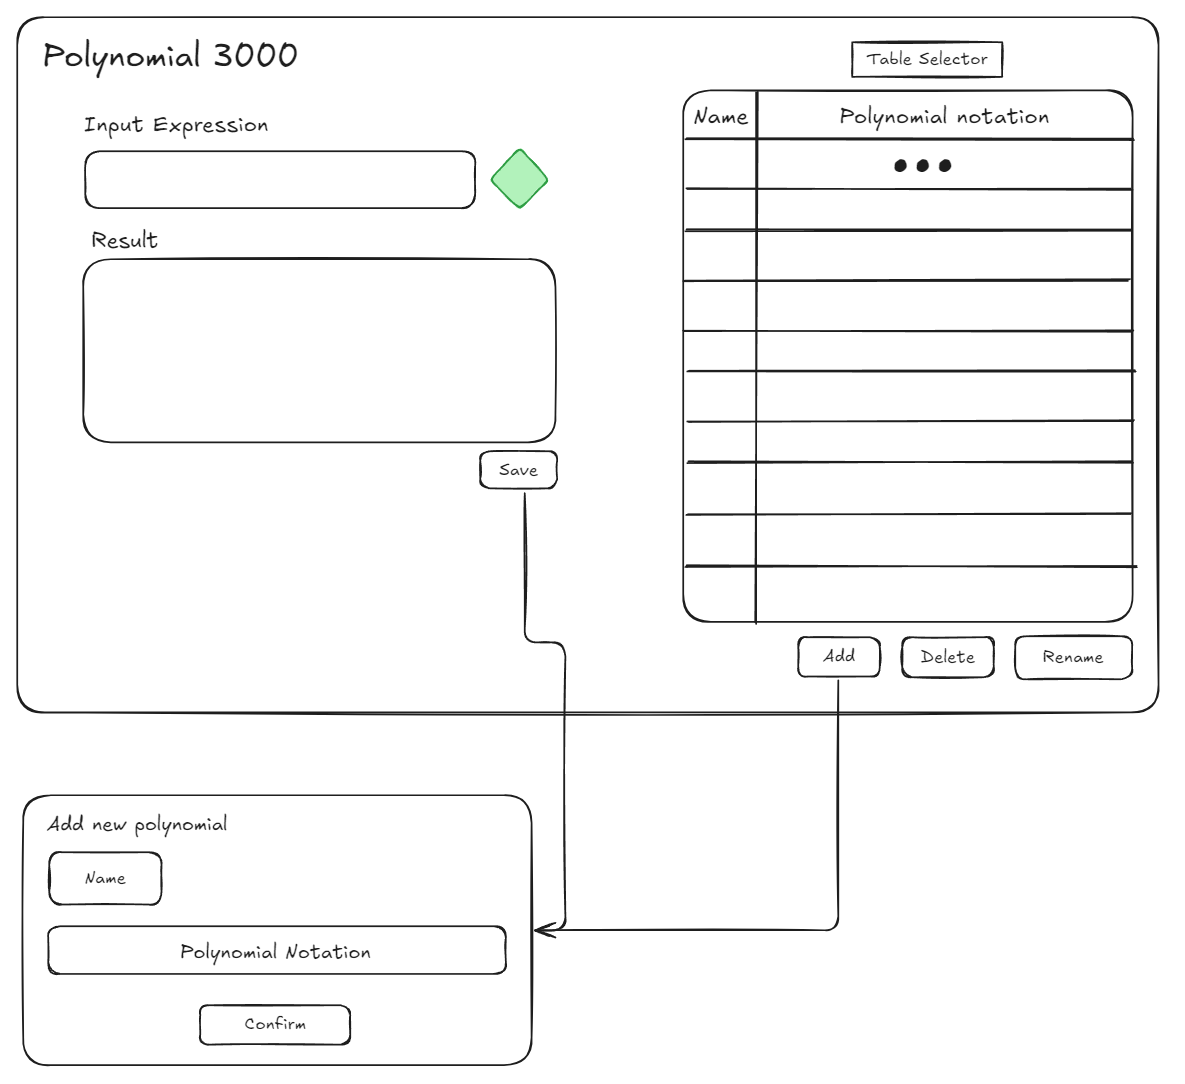 Polynomial 3000
Table Selector
Input Expression
Name
Polynomial notation
Result
Save
Add
Delete
Rename
Add new polynomial
Name
Polynomial Notation
Confirm